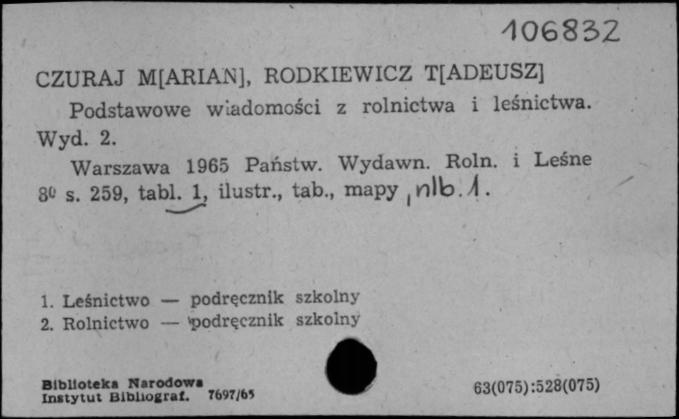 106832
CZURAJ M[ARIAN], RODKIEWICZ T[ADEUSZ]
Podstawowe wiadomości z rolnictwa i leśnictwa.
Wyd. 2.
Warszawa 1965 Państw. Wydawn. Roln. i Leśne
8⁰ s. 259, tabl. 1, ilustr., tab., mapy, nlb. 1.
1. Leśnictwo — podręcznik szkolny
2. Rolnictwo — podręcznik szkolny
Biblioteka Narodowa
Instytut Bibliograf. 7697/65
63(075):528(075)